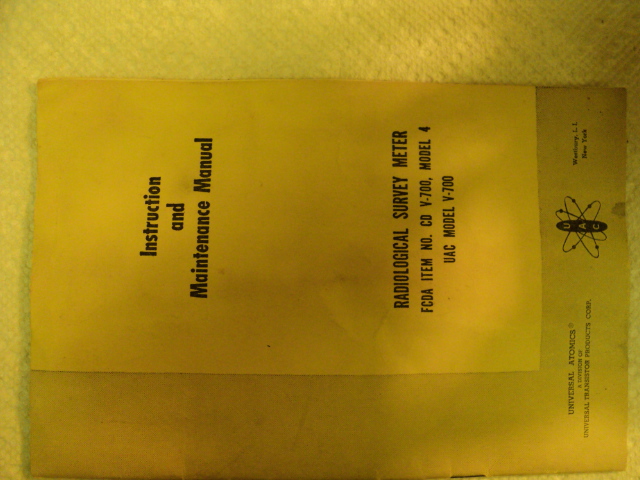 Instruction
and
Maintenance Manual
RADIOLOGICAL SURVEY METER
FCDA ITEM NO. CD V-700, MODEL 4
UAC MODEL V-700
UNIVERSAL ATOMICS®
A DIVISION OF
UNIVERSAL TRANSISTOR PRODUCTS CORP.
UAC
Westbury, L. I.
New York